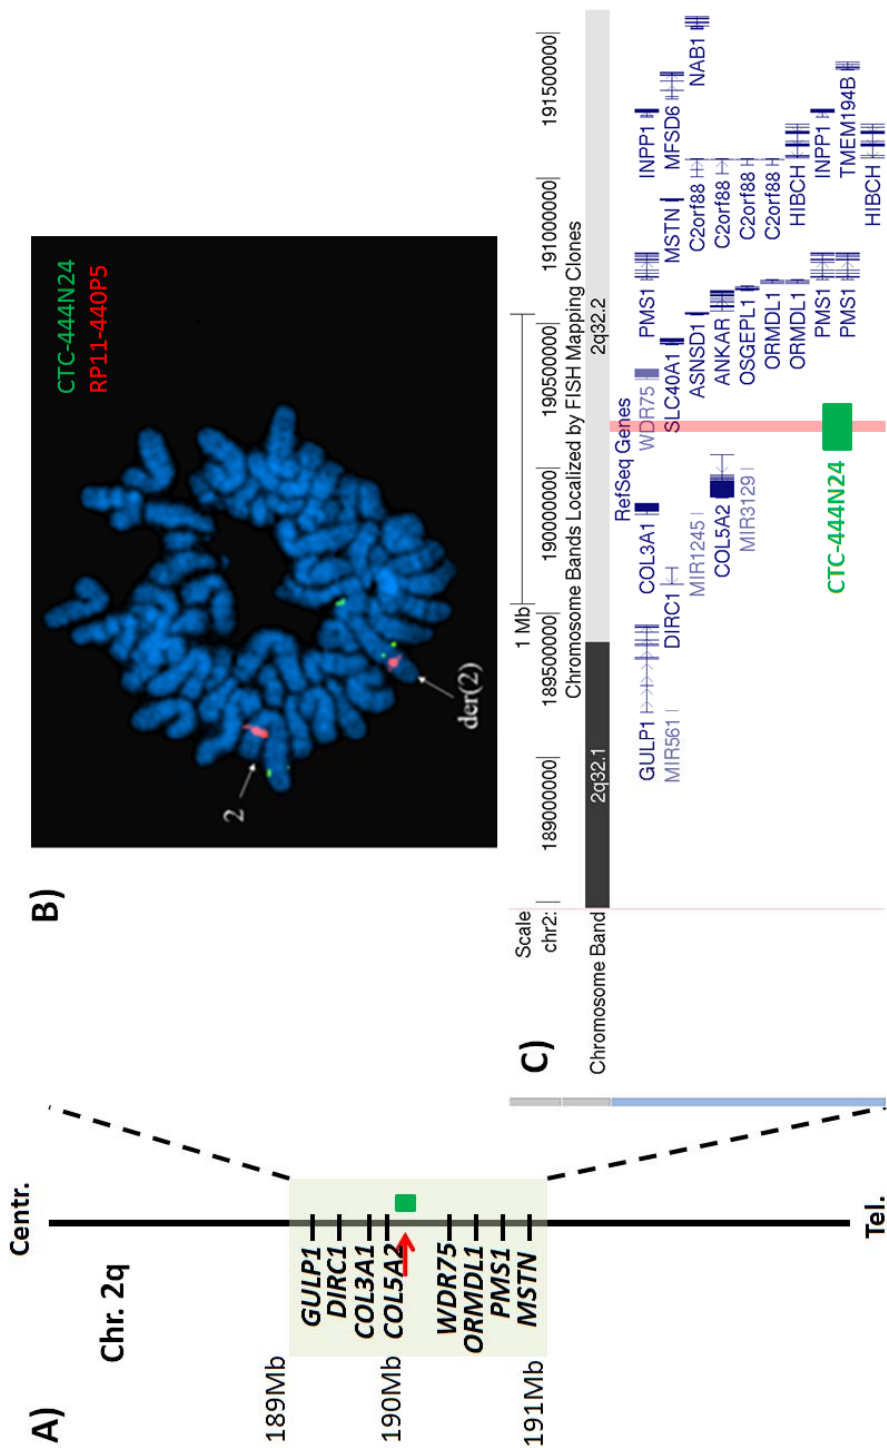 A)
Chr. 2q
Centr.
189Mb
190Mb
191Mb
GULP1
DIRC1
COL3A1
COL5A2
WDR75
ORMDL1
PMS1
MSTN
Tel.
B)
CTC-444N24
RP11-440P5
2
der(2)
C)
Scale
1 Mb
chr2:
189000000
189500000
190000000
190500000
191000000
191500000
Chromosome Bands Localized by FISH Mapping Clones
Chromosome Band
2q32.1
2q32.2
RefSeq Genes
GULP1
COL3A1
WDR75
PMS1
INPP1
MIR561
DIRC1
SLC40A1
MSTN
MFSD6
MIR1245
ASNSD1
C2orf88
NAB1
COL5A2
ANKAR
C2orf88
MIR3129
OSGEPL1
C2orf88
ORMDL1
C2orf88
ORMDL1
HIBCH
PMS1
INPP1
CTC-444N24
PMS1
TMEM194B
HIBCH